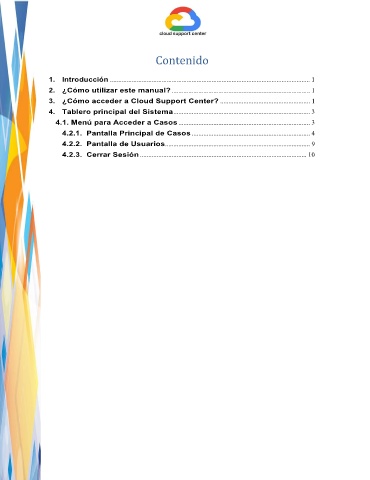 cloud support center
Contenido
1. Introducción ........ 1
2. ¿Cómo utilizar este manual? ........ 1
3. ¿Cómo acceder a Cloud Support Center? ........ 1
4. Tablero principal del Sistema ........ 3
4.1. Menú para Acceder a Casos ........ 3
4.2.1. Pantalla Principal de Casos ........ 4
4.2.2. Pantalla de Usuarios ........ 9
4.2.3. Cerrar Sesión ........ 10